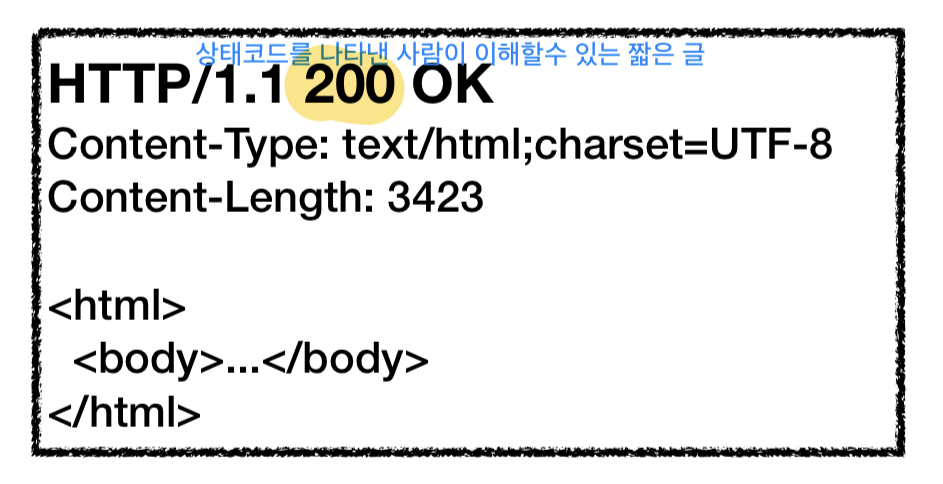 상태코드를 나타낸 사람이 이해할수 있는 짧은 글
HTTP/1.1 200 OK
Content-Type: text/html;charset=UTF-8
Content-Length: 3423
<html>
<body>...</body>
</html>